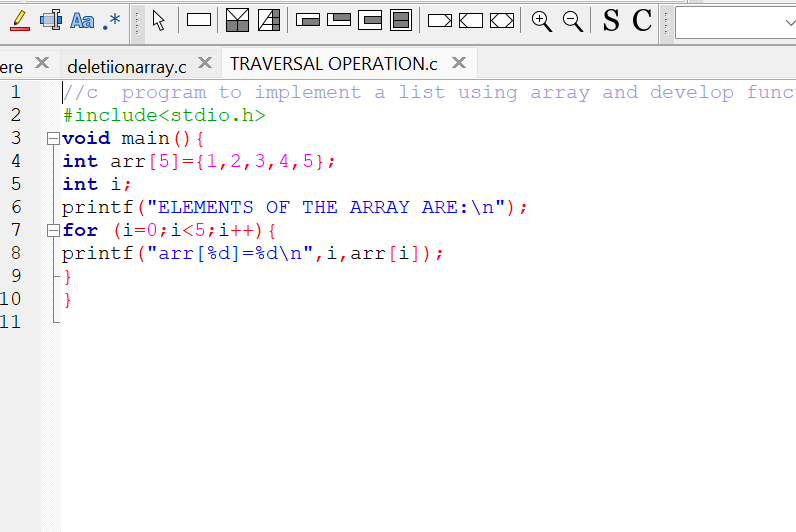 Aa .* S C
ere deletiionarray.c TRAVERSAL OPERATION.c
1 //c  program to implement a list using array and develop func
2 #include<stdio.h>
3 void main(){
4 int arr[5]={1,2,3,4,5};
5 int i;
6 printf("ELEMENTS OF THE ARRAY ARE:\n");
7 for (i=0;i<5;i++){
8 printf("arr[%d]=%d\n",i,arr[i]);
9 }
10 }
11